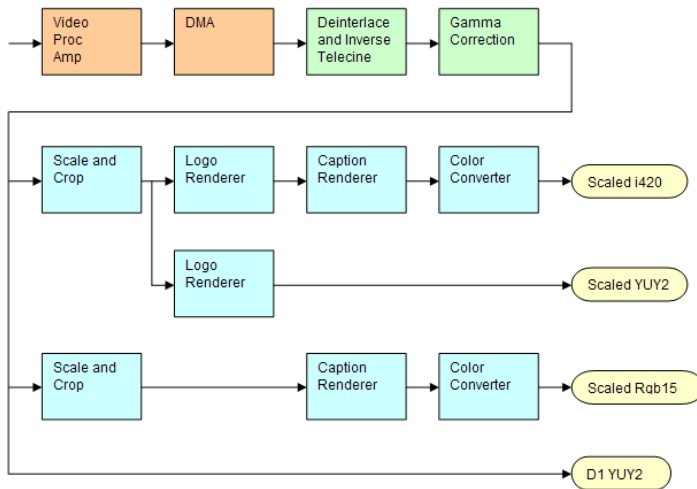 Video
Proc
Amp
DMA
Deinterlace
and Inverse
Telecine
Gamma
Correction
Scale and
Crop
Logo
Renderer
Caption
Renderer
Color
Converter
Scaled i420
Logo
Renderer
Scaled YUY2
Scale and
Crop
Caption
Renderer
Color
Converter
Scaled Rgb15
D1 YUY2